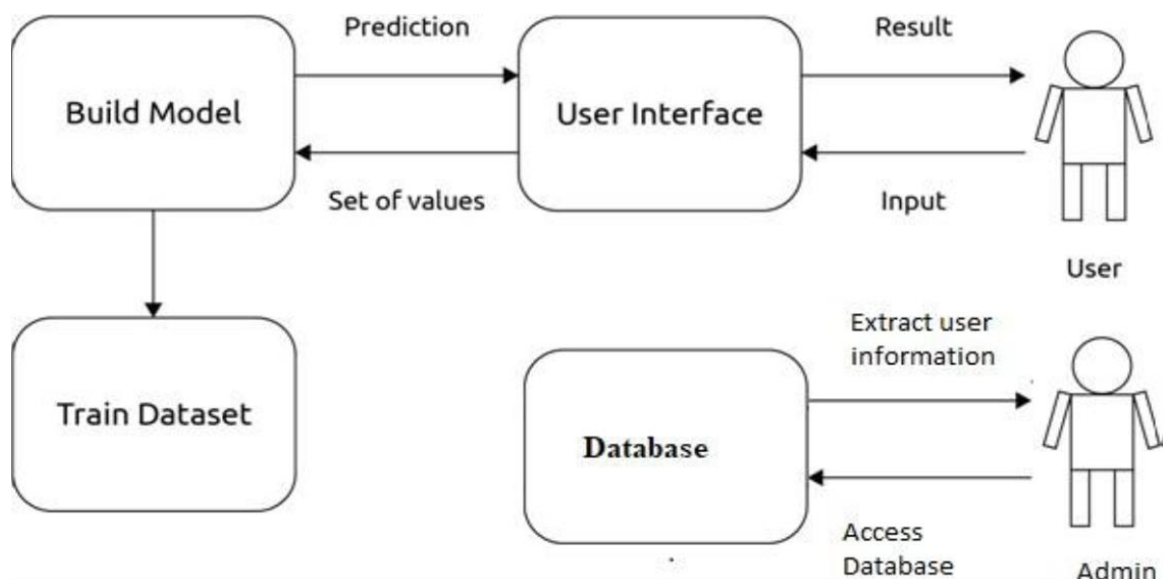 Prediction
Result
Build Model
User Interface
Set of values
Input
User
Extract user
information
Train Dataset
Database
Access
Database
Admin